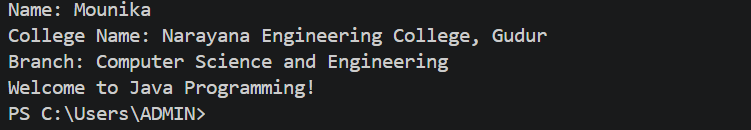 Name: Mounika
College Name: Narayana Engineering College, Gudur
Branch: Computer Science and Engineering
Welcome to Java Programming!
PS C:\Users\ADMIN>